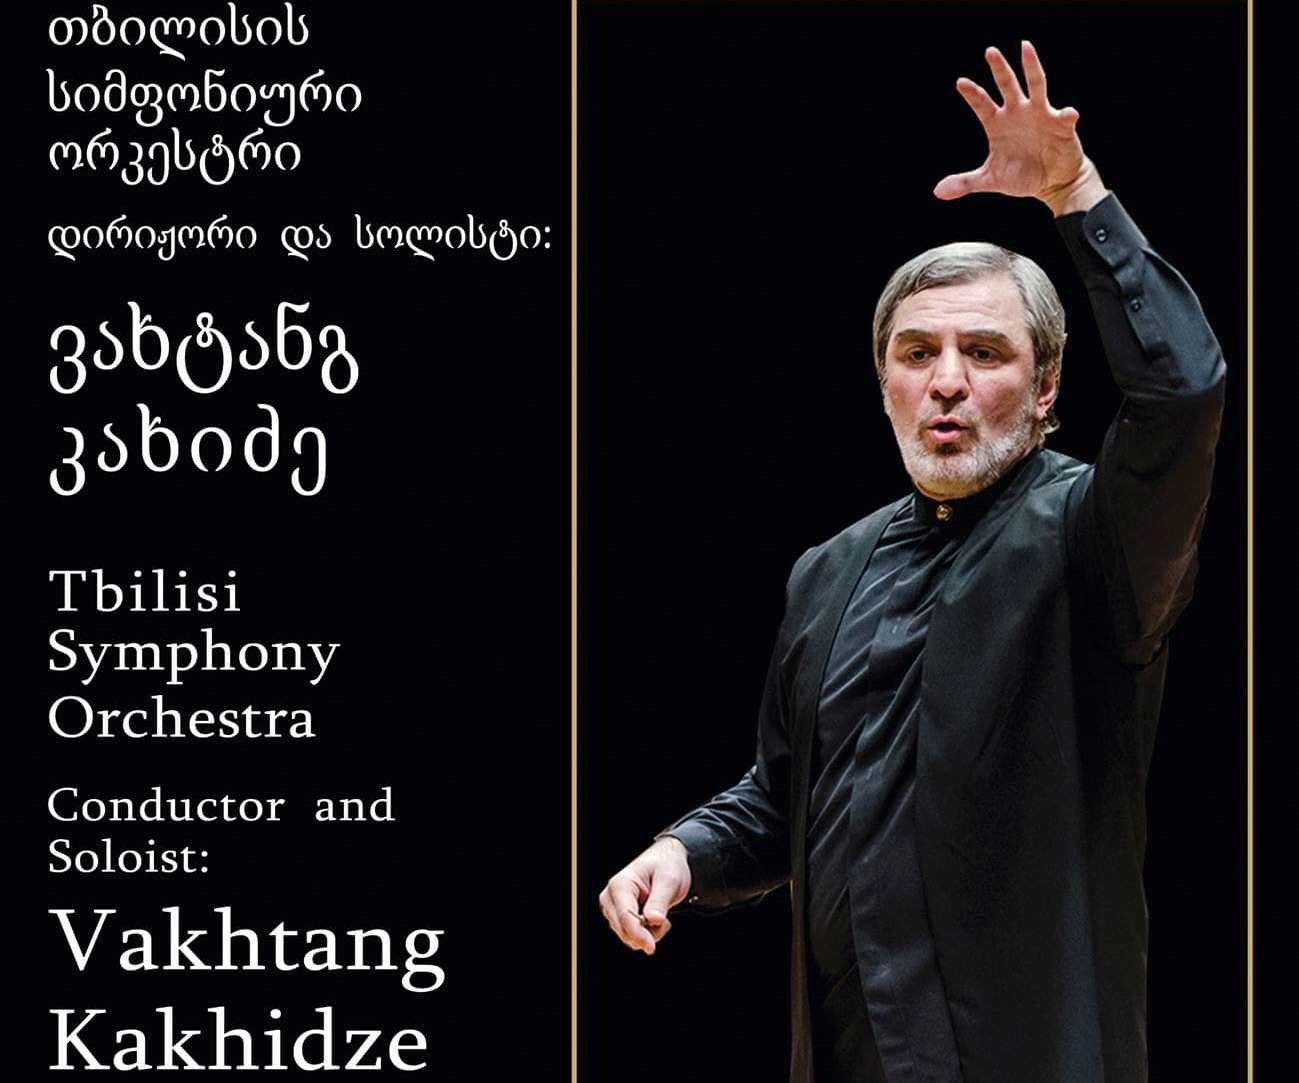 თბილისის
სიმფონიური
ორკესტრი
დირიჟორი და სოლისტი:
ვახტანგ
კახიძე
Tbilisi
Symphony
Orchestra
Conductor and
Soloist:
Vakhtang
Kakhidze